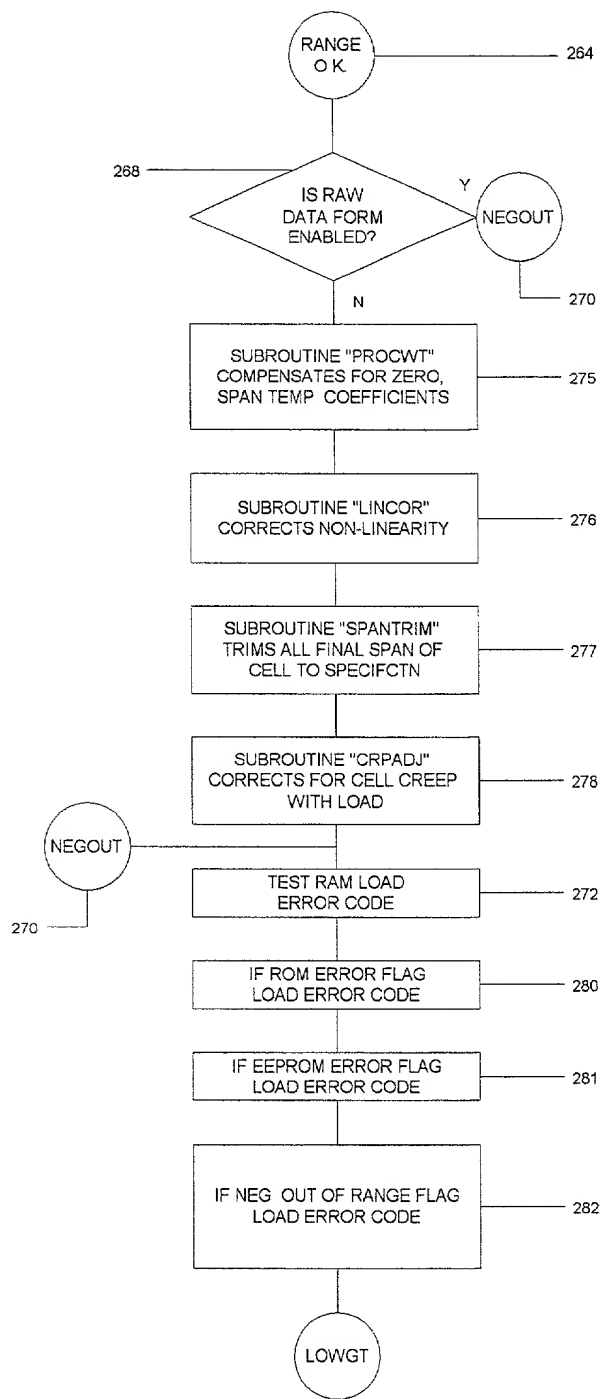 RANGE
O K.
264
268
IS RAW
DATA FORM
ENABLED?
Y
NEGOUT
270
N
SUBROUTINE "PROCWT"
COMPENSATES FOR ZERO,
SPAN TEMP COEFFICIENTS
275
SUBROUTINE "LINCOR"
CORRECTS NON-LINEARITY
276
SUBROUTINE "SPANTRIM"
TRIMS ALL FINAL SPAN OF
CELL TO SPECIFCTN
277
SUBROUTINE "CRPADJ"
CORRECTS FOR CELL CREEP
WITH LOAD
278
NEGOUT
270
TEST RAM LOAD
ERROR CODE
272
IF ROM ERROR FLAG
LOAD ERROR CODE
280
IF EEPROM ERROR FLAG
LOAD ERROR CODE
281
IF NEG OUT OF RANGE FLAG
LOAD ERROR CODE
282
LOWGT